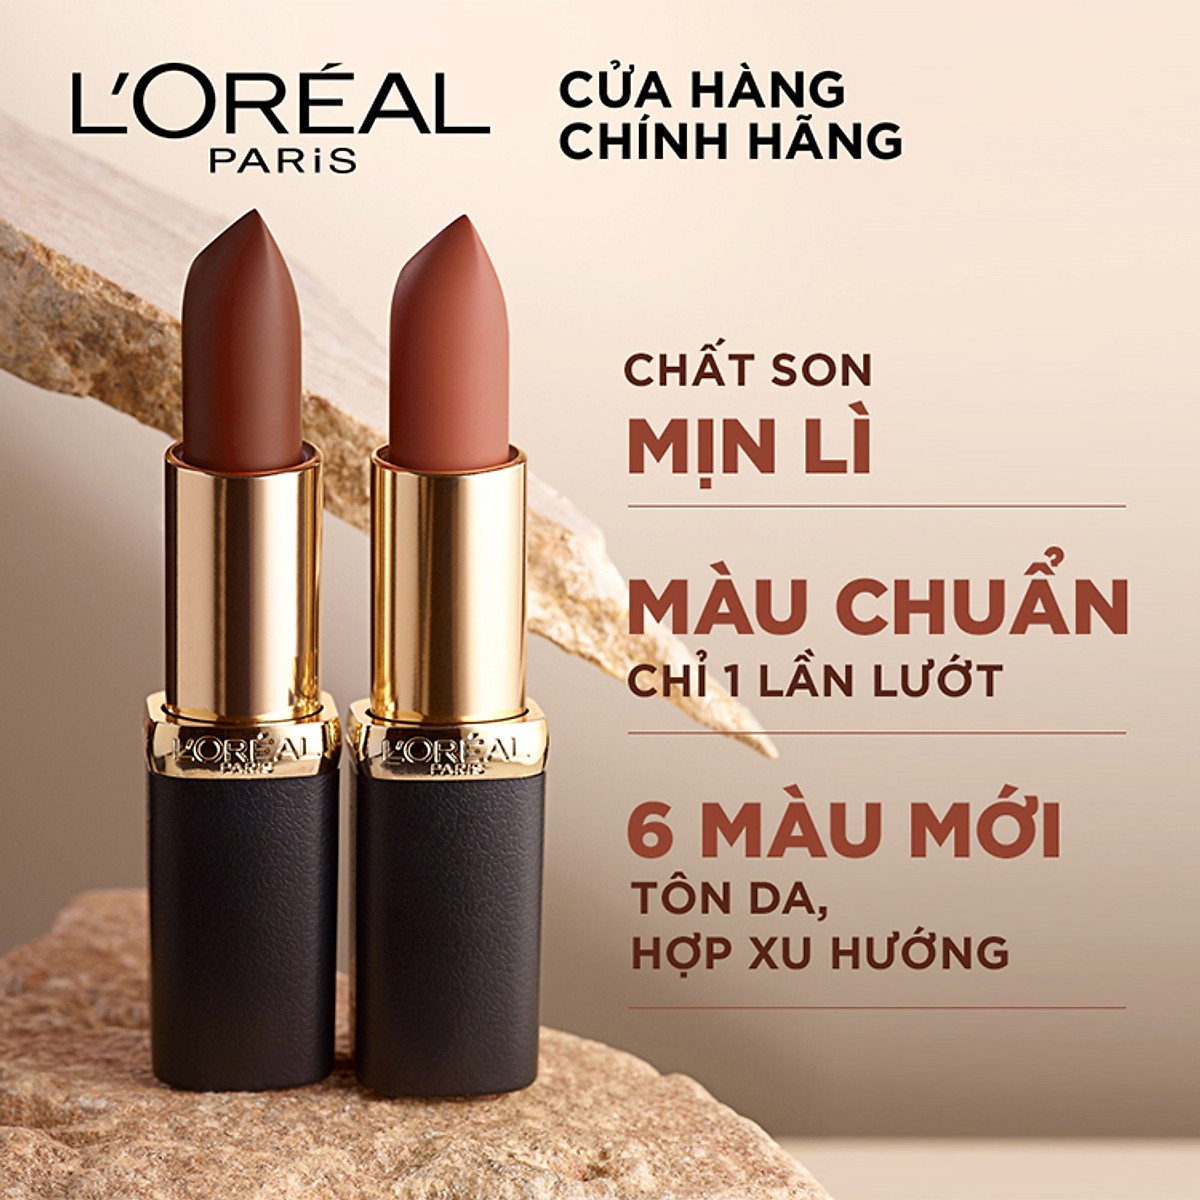 L'ORÉAL
PARiS
CỬA HÀNG
CHÍNH HÃNG
CHẤT SON
MỊN LÌ
MÀU CHUẨN
CHỈ 1 LẦN LƯỚT
6 MÀU MỚI
TÔN DA,
HỢP XU HƯỚNG
L'ORÉAL
PARiS
L'ORÉAL
PARiS